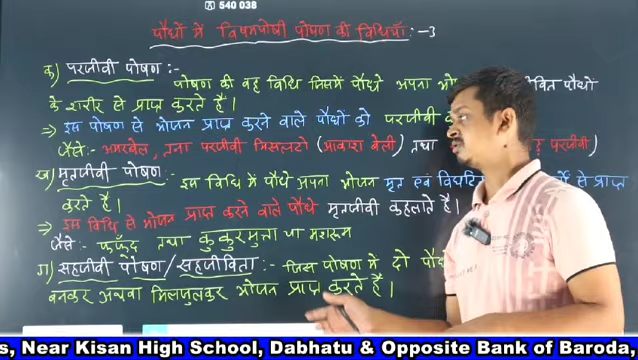 540 038
पौधों में विषमपोषी पोषण की विधियाँ :-3
क) परजीवी पोषण :-
पोषण की वह विधि जिसमें पौधे अपना पौधों
के शरीर से प्राप्त करते हैं।
⇒ इस पोषण से भोजन प्राप्त करने वाले पौधों को परजीवी
जैसे:- अमरबेल, तना परजीवी मिसलटो (आकाश बेली) तथा परजीवी)
ख) मृतजीवी पोषण :- इस विधि में पौधे अपना भोजन मृत एवं से प्राप्त
करते हैं।
⇒ इस विधि से भोजन प्राप्त करने वाले पौधे मृतजीवी कहलाते हैं।
जैसे:- फफूँद तथा कुकुरमुत्ता या मशरूम
ग) सहजीवी पोषण/सहजीविता :- जिस पोषण में दो
बनकर अथवा मिलजुलकर भोजन प्राप्त करते हैं।
s, Near Kisan High School, Dabhatu & Opposite Bank of Baroda,